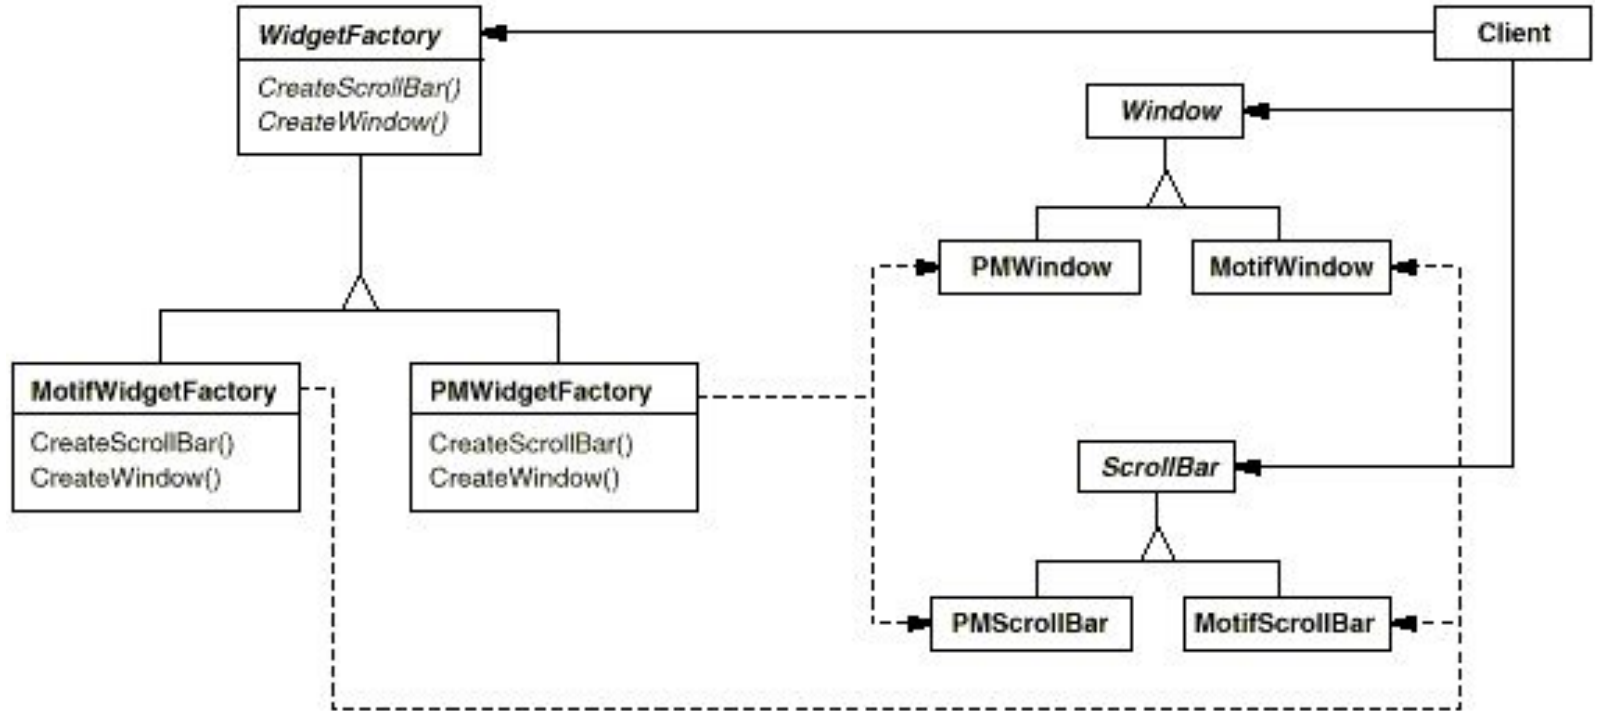 WidgetFactory
CreateScrollBar()
CreateWindow()
Client
Window
PMWindow
MotifWindow
MotifWidgetFactory
CreateScrollBar()
CreateWindow()
PMWidgetFactory
CreateScrollBar()
CreateWindow()
ScrollBar
PMScrollBar
MotifScrollBar